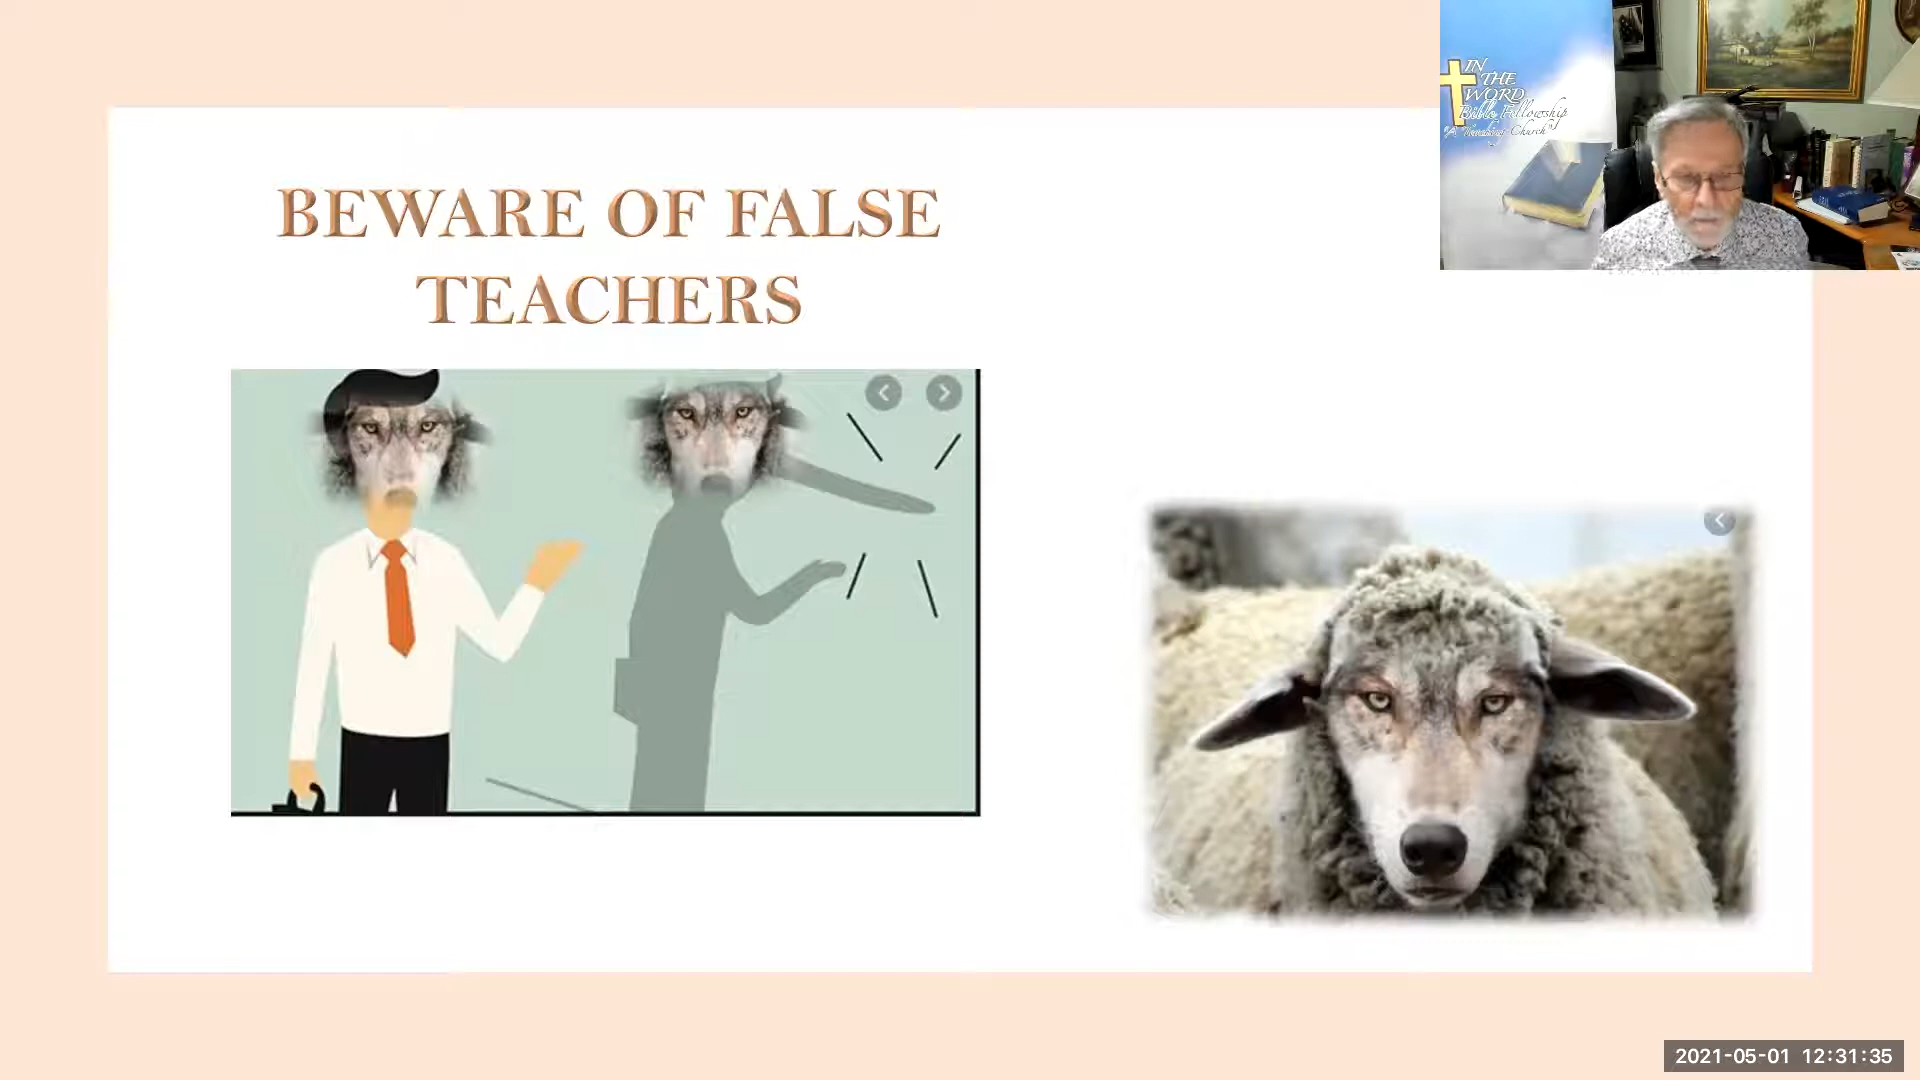 BEWARE OF FALSE
TEACHERS
IN
THE
WORD
Bible Fellowship
"A Teaching Church"
2021-05-01 12:31:35